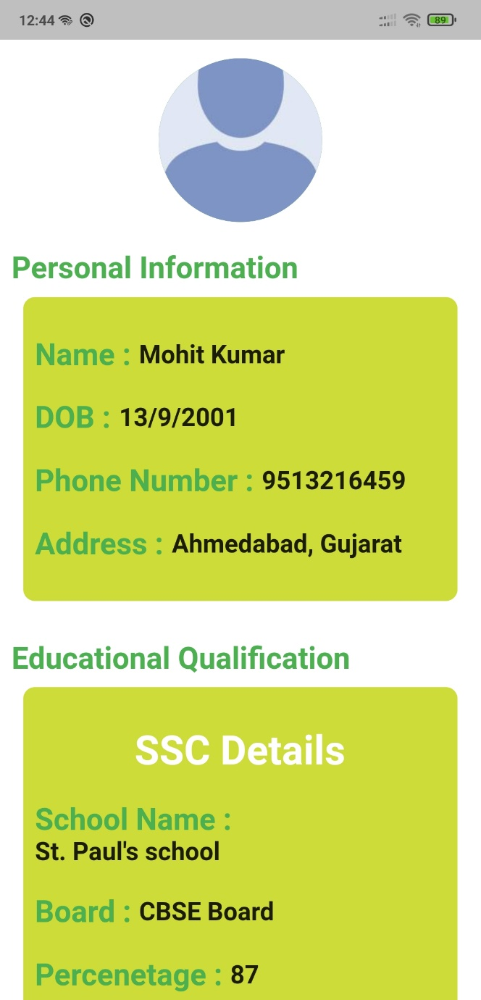 12:44
89
Personal Information
Name : Mohit Kumar
DOB : 13/9/2001
Phone Number : 9513216459
Address : Ahmedabad, Gujarat
Educational Qualification
SSC Details
School Name :
St. Paul's school
Board : CBSE Board
Percenetage : 87